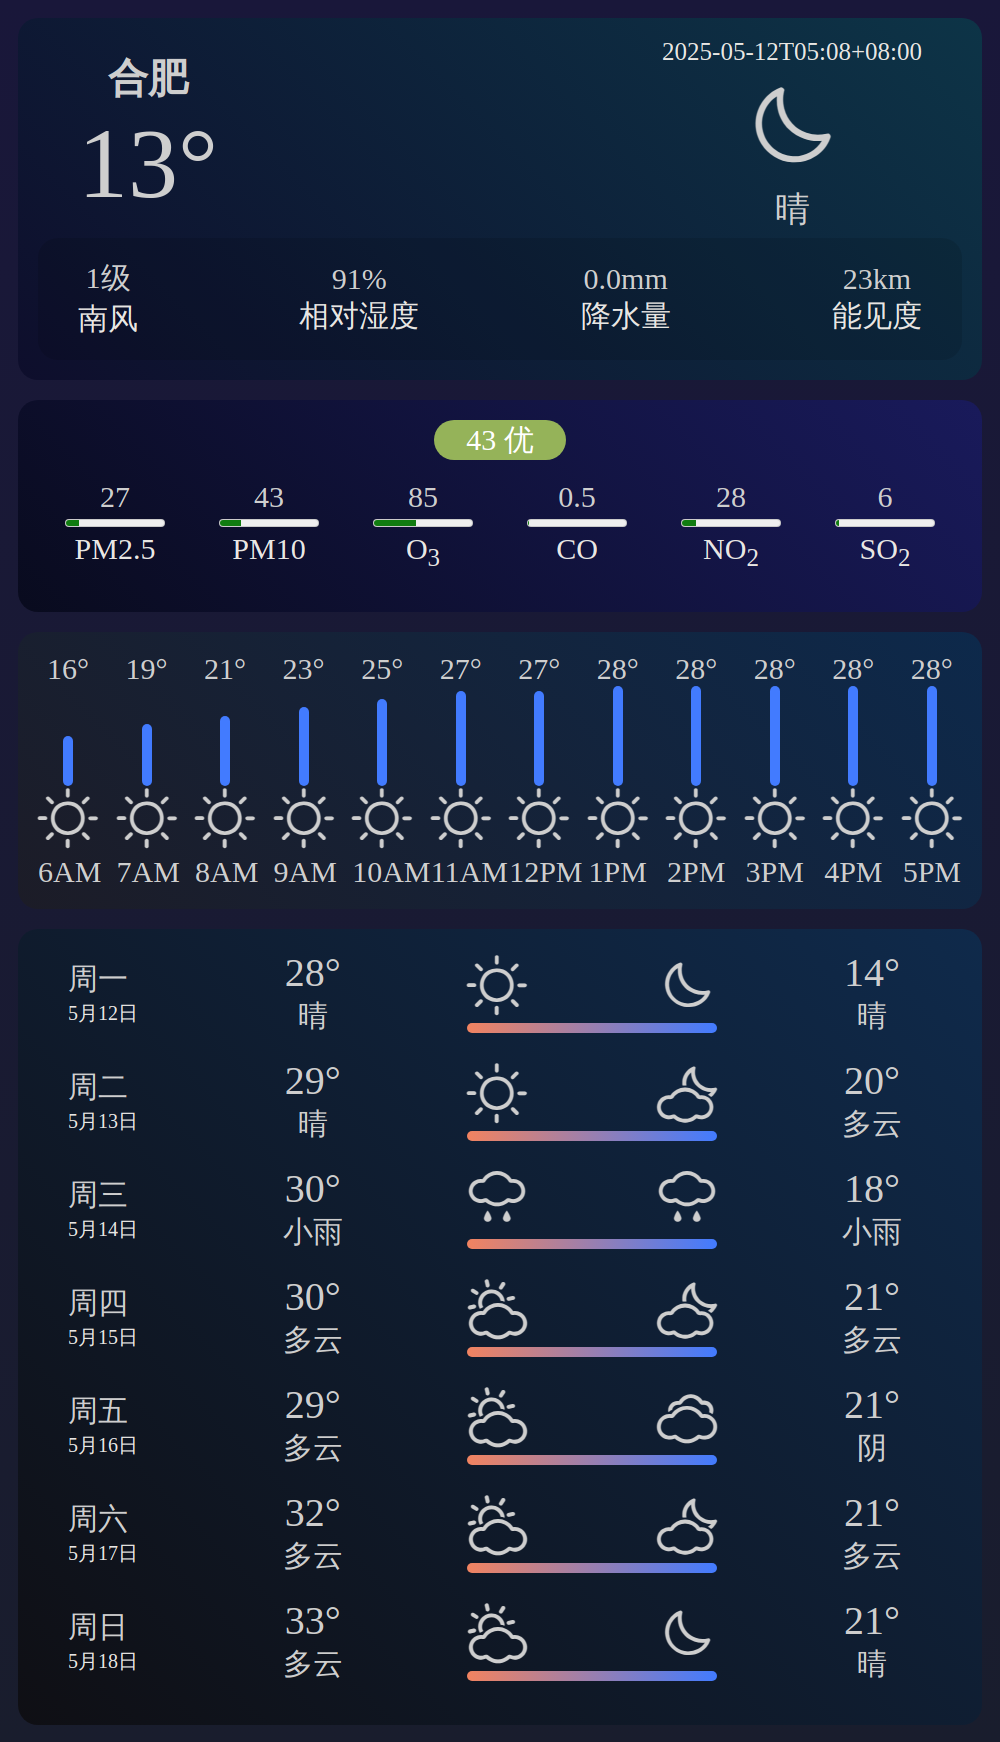 合肥
13°
2025-05-12T05:08+08:00
晴
1级 91% 0.0mm 23km
南风 相对湿度 降水量 能见度
43 优
27 43 85 0.5 28 6
PM2.5 PM10 O3 CO NO2 SO2
16° 19° 21° 23° 25° 27° 27° 28° 28° 28° 28° 28°
6AM 7AM 8AM 9AM 10AM 11AM 12PM 1PM 2PM 3PM 4PM 5PM
周一 28° 14°
5月12日 晴 晴
周二 29° 20°
5月13日 晴 多云
周三 30° 18°
5月14日 小雨 小雨
周四 30° 21°
5月15日 多云 多云
周五 29° 21°
5月16日 多云 阴
周六 32° 21°
5月17日 多云 多云
周日 33° 21°
5月18日 多云 晴